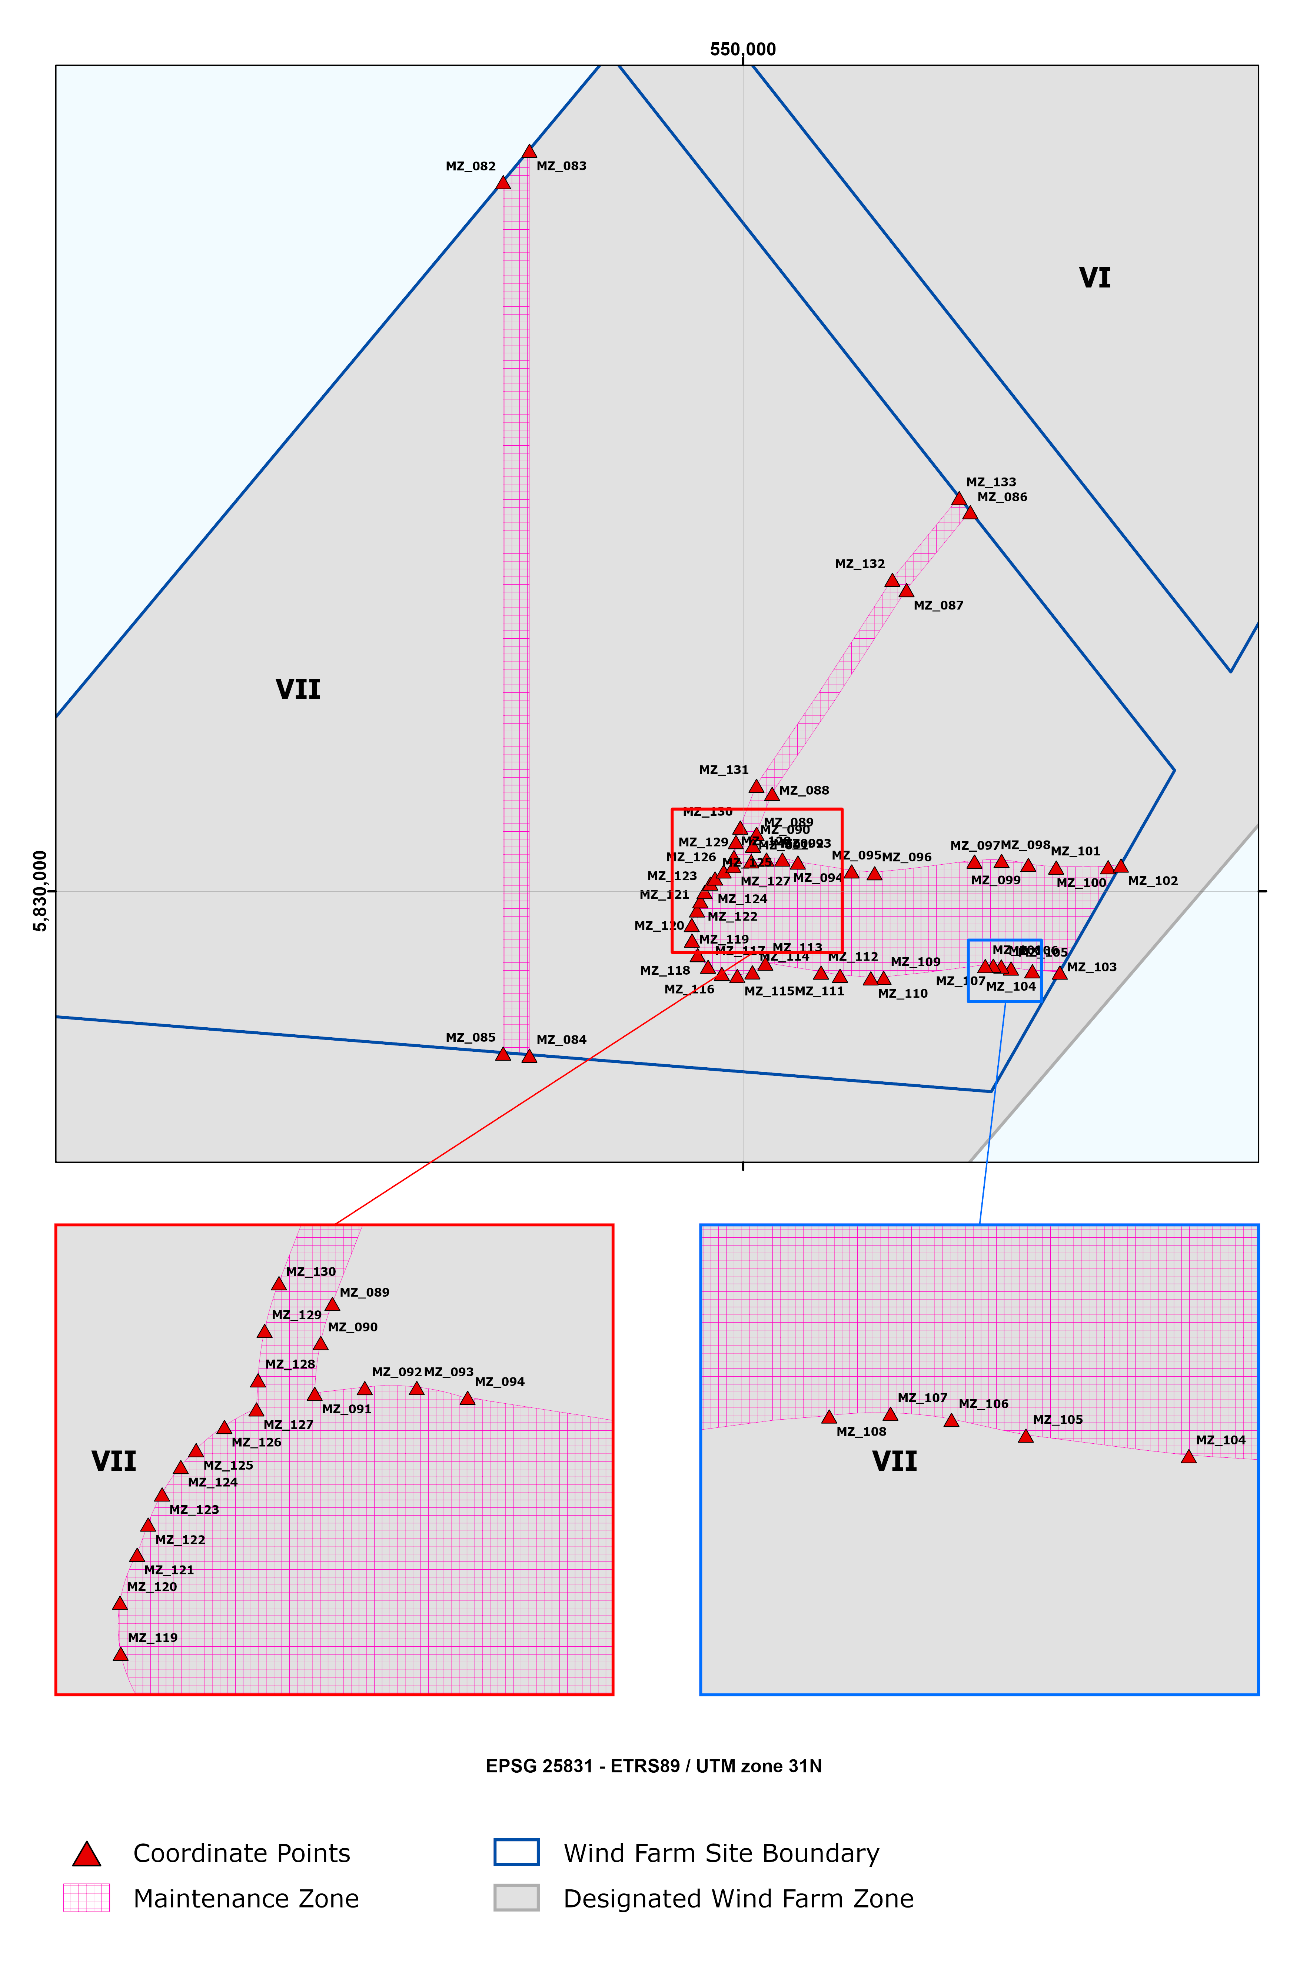 550,000
MZ_082
MZ_083
VI
MZ_133
MZ_086
MZ_132
MZ_087
VII
MZ_131
MZ_088
MZ_130
MZ_089
MZ_090
MZ_129
MZ_126
MZ_125
MZ_094
MZ_095
MZ_096
MZ_097
MZ_098
MZ_101
MZ_123
MZ_127
MZ_099
MZ_100
MZ_102
5,830,000
MZ_121
MZ_124
MZ_122
MZ_120
MZ_119
MZ_117
MZ_113
MZ_114
MZ_112
MZ_109
MZ_105
MZ_103
MZ_118
MZ_107
MZ_104
MZ_116
MZ_115
MZ_111
MZ_110
MZ_085
MZ_084
MZ_130
MZ_089
MZ_129
MZ_090
MZ_128
MZ_092
MZ_093
MZ_094
MZ_091
MZ_127
MZ_126
VII
MZ_125
MZ_124
MZ_123
MZ_122
MZ_121
MZ_120
MZ_119
MZ_107
MZ_106
MZ_108
MZ_105
MZ_104
VII
EPSG 25831 - ETRS89 / UTM zone 31N
Coordinate Points
Wind Farm Site Boundary
Maintenance Zone
Designated Wind Farm Zone